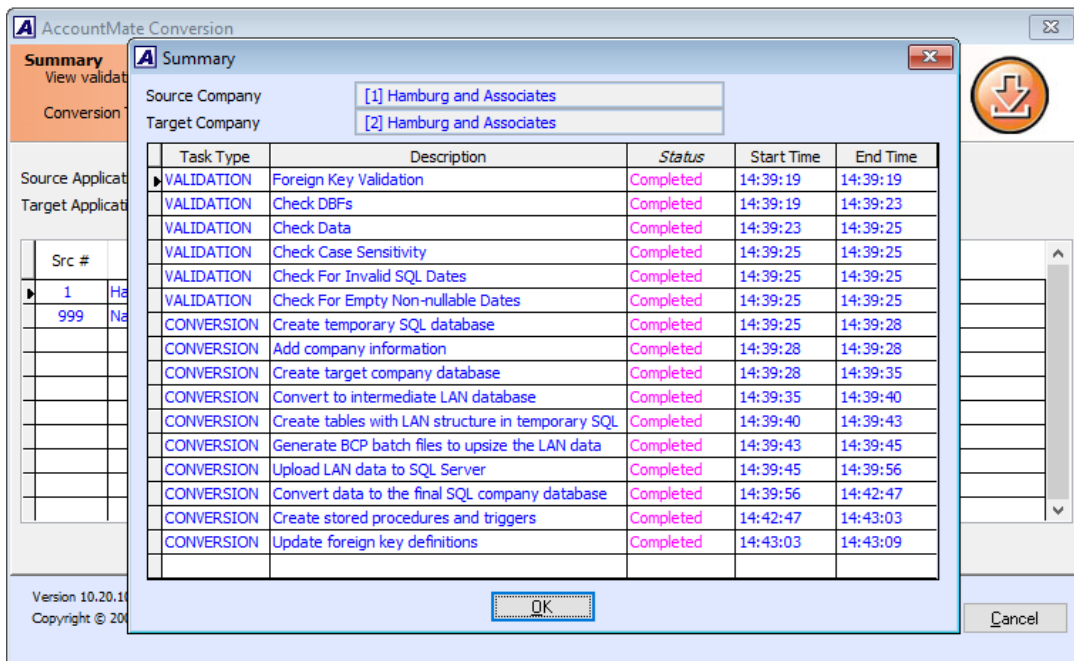 AccountMate Conversion
Summary
View validat
Conversion
Source Applicat
Target Applicati
Src #
1 Ha
999 Na
Version 10.20.10
Copyright © 200
Cancel
Summary
Source Company [1] Hamburg and Associates
Target Company [2] Hamburg and Associates
Task Type Description Status Start Time End Time
VALIDATION Foreign Key Validation Completed 14:39:19 14:39:19
VALIDATION Check DBFs Completed 14:39:19 14:39:23
VALIDATION Check Data Completed 14:39:23 14:39:25
VALIDATION Check Case Sensitivity Completed 14:39:25 14:39:25
VALIDATION Check For Invalid SQL Dates Completed 14:39:25 14:39:25
VALIDATION Check For Empty Non-nullable Dates Completed 14:39:25 14:39:25
CONVERSION Create temporary SQL database Completed 14:39:25 14:39:28
CONVERSION Add company information Completed 14:39:28 14:39:28
CONVERSION Create target company database Completed 14:39:28 14:39:35
CONVERSION Convert to intermediate LAN database Completed 14:39:35 14:39:40
CONVERSION Create tables with LAN structure in temporary SQL Completed 14:39:40 14:39:43
CONVERSION Generate BCP batch files to upsize the LAN data Completed 14:39:43 14:39:45
CONVERSION Upload LAN data to SQL Server Completed 14:39:45 14:39:56
CONVERSION Convert data to the final SQL company database Completed 14:39:56 14:42:47
CONVERSION Create stored procedures and triggers Completed 14:42:47 14:43:03
CONVERSION Update foreign key definitions Completed 14:43:03 14:43:09
OK